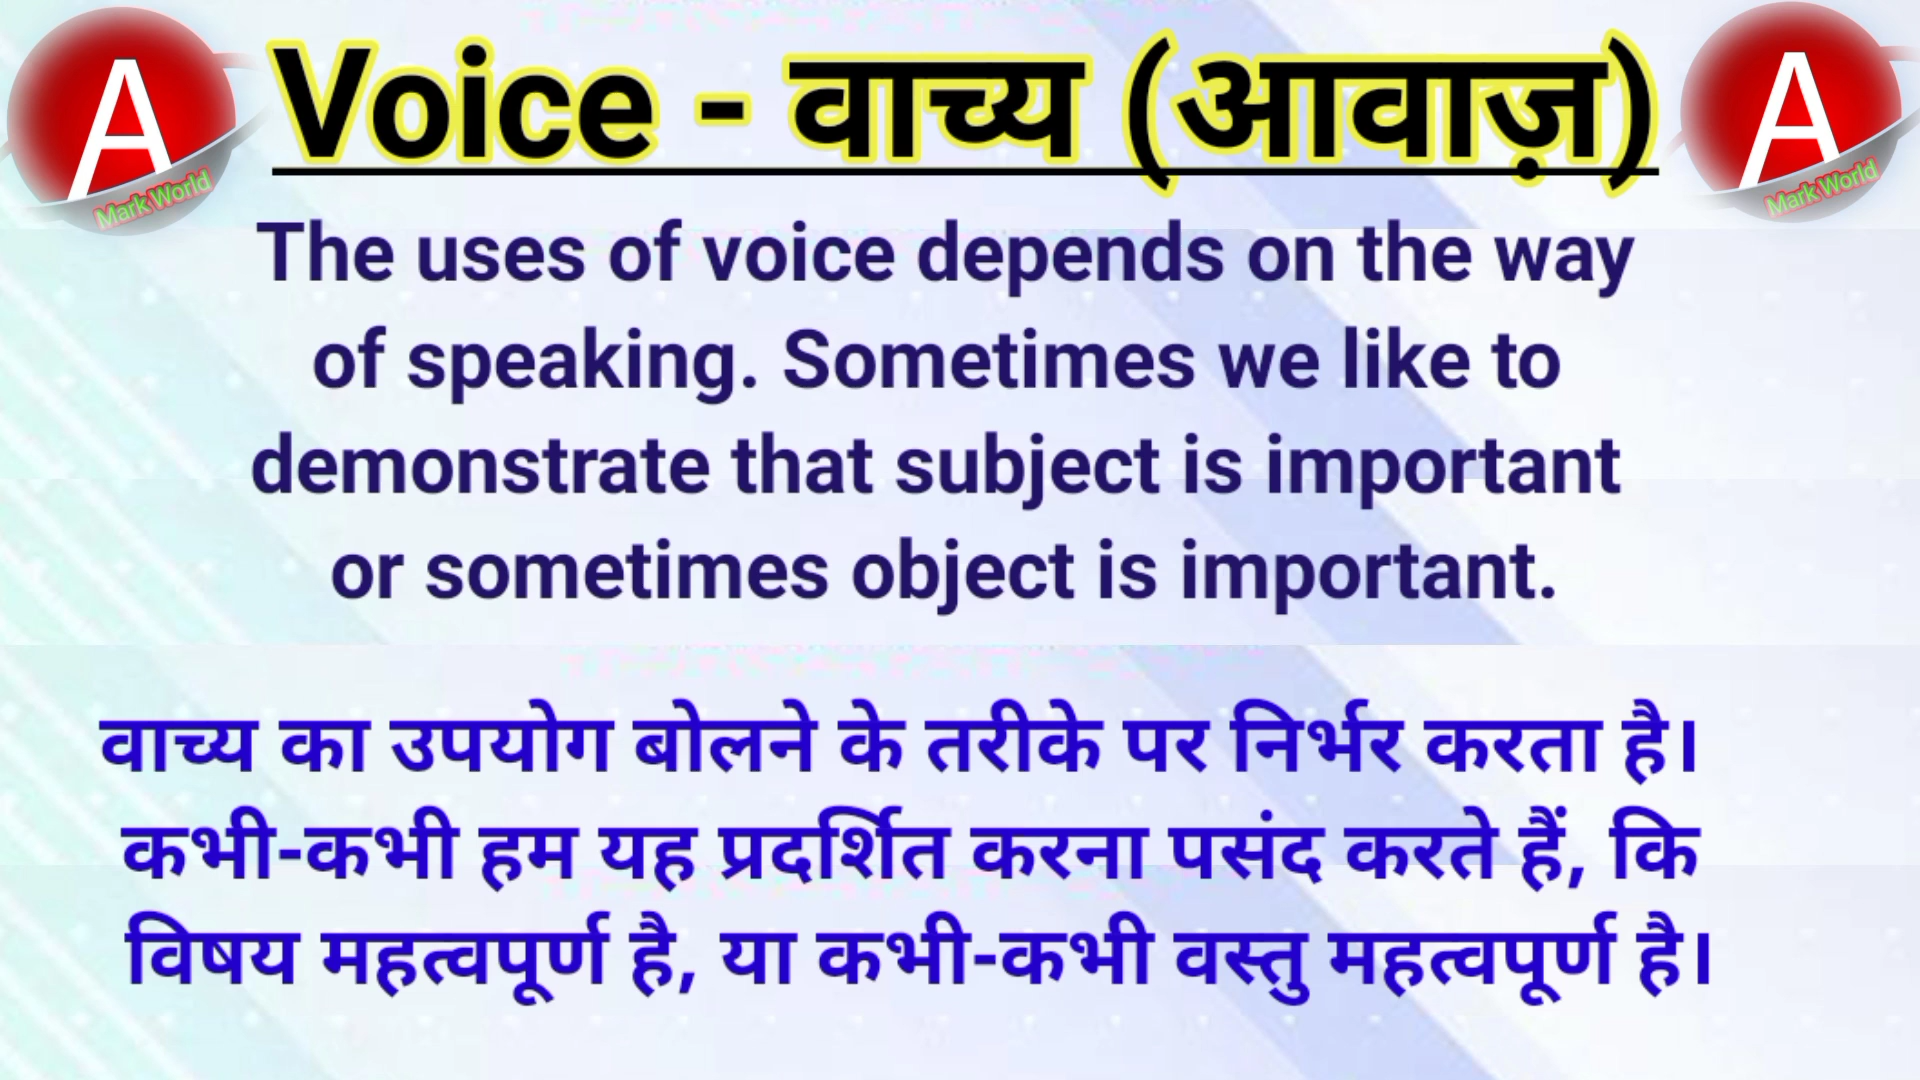 A
Mark World
Voice - वाच्य (आवाज़)
A
Mark World
The uses of voice depends on the way
of speaking. Sometimes we like to
demonstrate that subject is important
or sometimes object is important.
वाच्य का उपयोग बोलने के तरीके पर निर्भर करता है।
कभी-कभी हम यह प्रदर्शित करना पसंद करते हैं, कि
विषय महत्वपूर्ण है, या कभी-कभी वस्तु महत्वपूर्ण है।